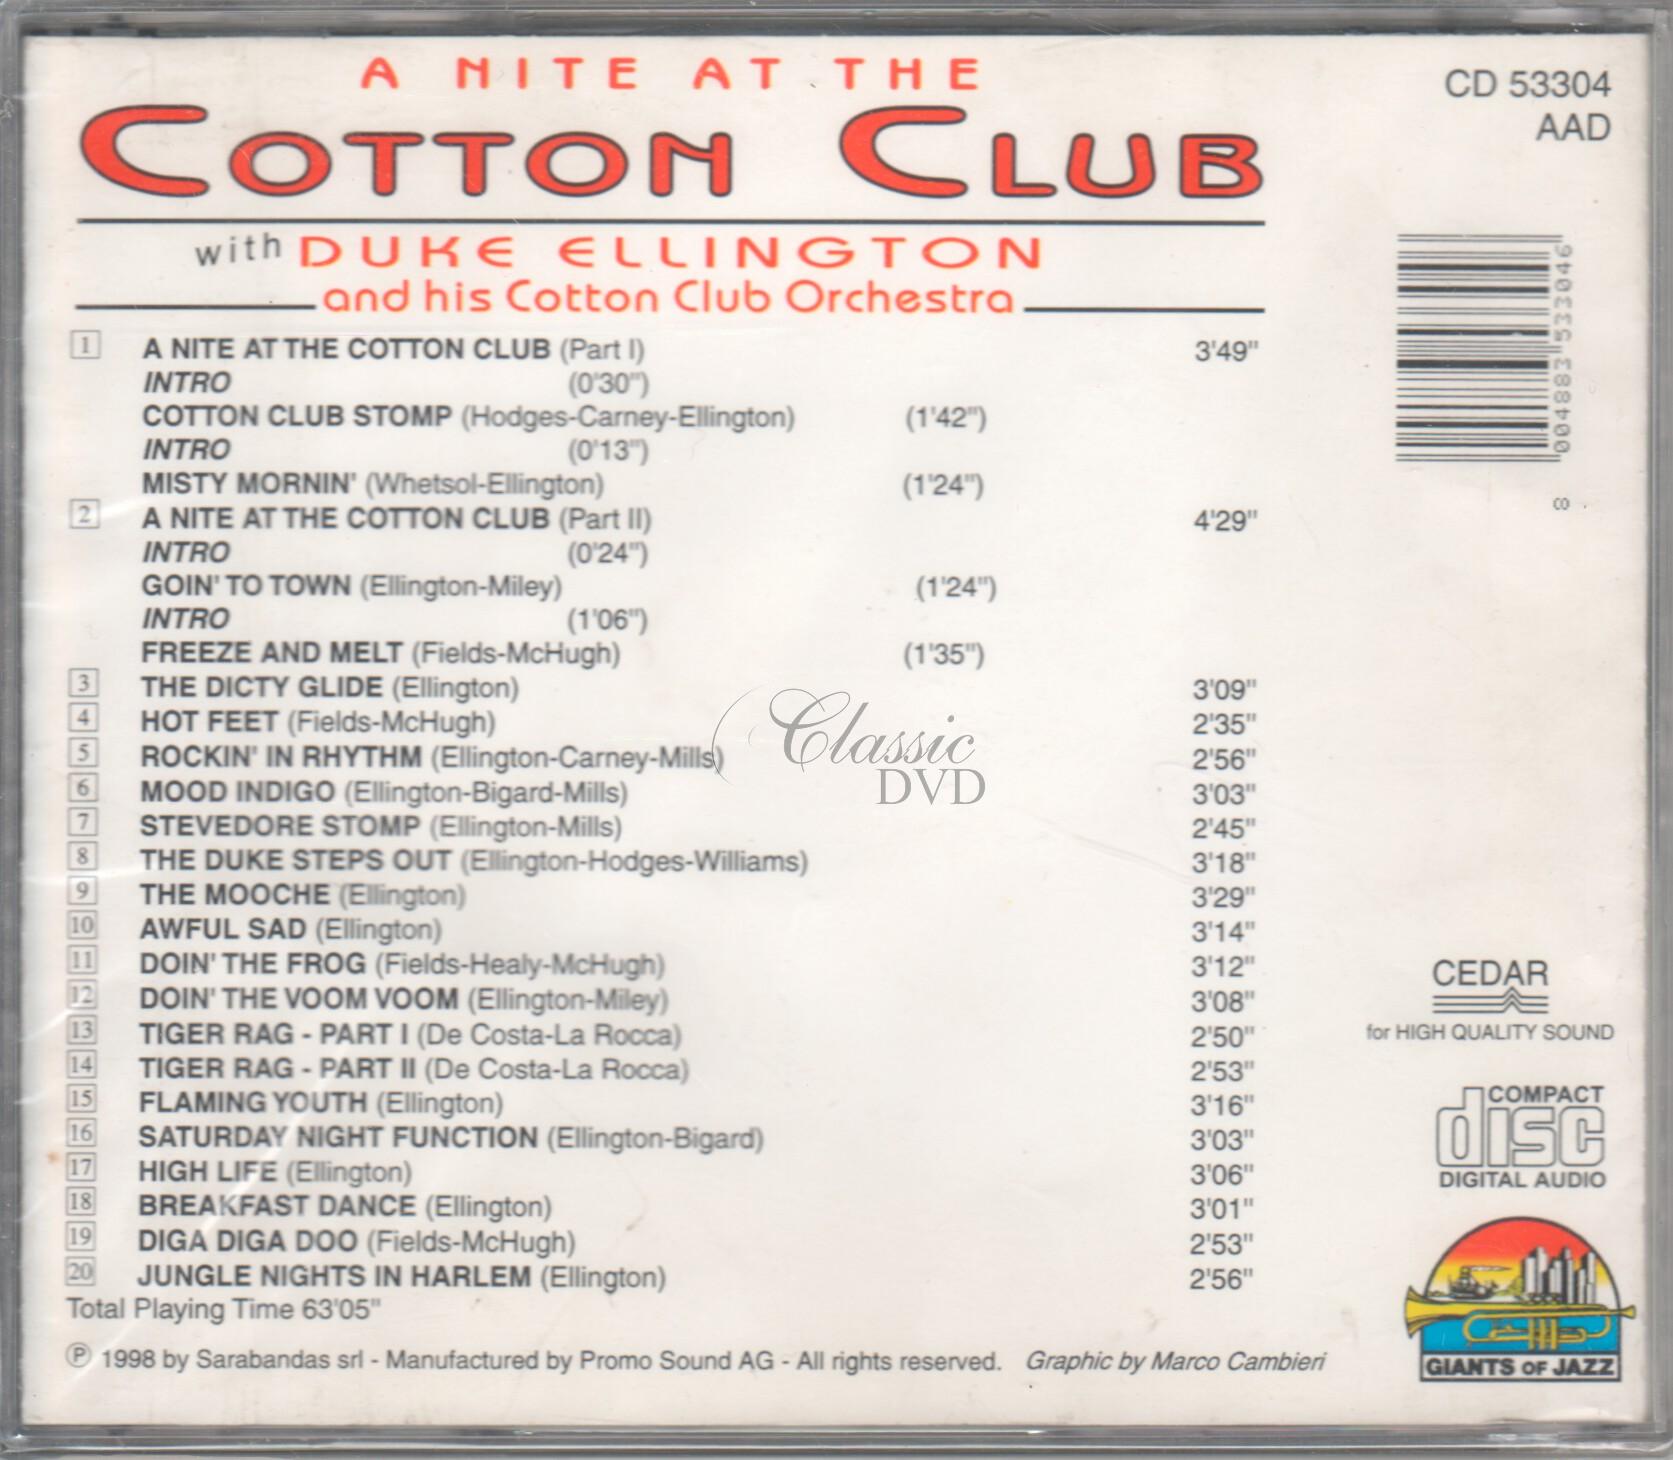 A NITE AT THE
COTTON CLUB
with DUKE ELLINGTON
and his Cotton Club Orchestra
CD 53304
AAD
1 A NITE AT THE COTTON CLUB (Part I) 3'49"
INTRO (0'30")
COTTON CLUB STOMP (Hodges-Carney-Ellington) (1'42")
INTRO (0'13")
MISTY MORNIN' (Whetsol-Ellington) (1'24")
2 A NITE AT THE COTTON CLUB (Part II) 4'29"
INTRO (0'24")
GOIN' TO TOWN (Ellington-Miley) (1'24")
INTRO (1'06")
FREEZE AND MELT (Fields-McHugh) (1'35")
3 THE DICTY GLIDE (Ellington) 3'09"
4 HOT FEET (Fields-McHugh) 2'35"
5 ROCKIN' IN RHYTHM (Ellington-Carney-Mills) 2'56"
6 MOOD INDIGO (Ellington-Bigard-Mills) 3'03"
7 STEVEDORE STOMP (Ellington-Mills) 2'45"
8 THE DUKE STEPS OUT (Ellington-Hodges-Williams) 3'18"
9 THE MOOCHE (Ellington) 3'29"
10 AWFUL SAD (Ellington) 3'14"
11 DOIN' THE FROG (Fields-Healy-McHugh) 3'12"
12 DOIN' THE VOOM VOOM (Ellington-Miley) 3'08"
13 TIGER RAG - PART I (De Costa-La Rocca) 2'50"
14 TIGER RAG - PART II (De Costa-La Rocca) 2'53"
15 FLAMING YOUTH (Ellington) 3'16"
16 SATURDAY NIGHT FUNCTION (Ellington-Bigard) 3'03"
17 HIGH LIFE (Ellington) 3'06"
18 BREAKFAST DANCE (Ellington) 3'01"
19 DIGA DIGA DOO (Fields-McHugh) 2'53"
20 JUNGLE NIGHTS IN HARLEM (Ellington) 2'56"
Total Playing Time 63'05"
℗ 1998 by Sarabandas srl - Manufactured by Promo Sound AG - All rights reserved. Graphic by Marco Cambieri
004883 533046
8
Classic
DVD
CEDAR
for HIGH QUALITY SOUND
COMPACT
disc
DIGITAL AUDIO
GIANTS OF JAZZ